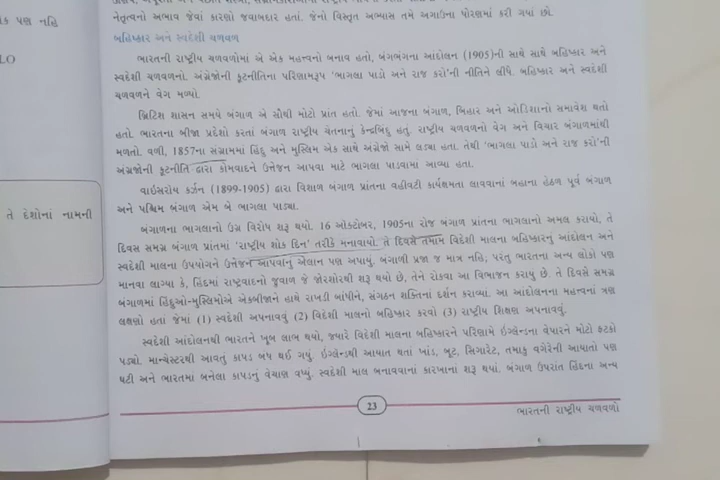 નેતૃત્વનો અભાવ જેવાં કારણો જવાબદાર હતાં. જેનો વિસ્તૃત અભ્યાસ તમે અગાઉના ધોરણમાં કરી ગયાં છો.
બહિષ્કાર અને સ્વદેશી ચળવળ
ભારતની રાષ્ટ્રીય ચળવળોમાં એ એક મહત્ત્વનો બનાવ હતો, બંગભંગના આંદોલન (1905)ની સાથે સાથે બહિષ્કાર અને
સ્વદેશી ચળવળનો. અંગ્રેજોની કૂટનીતિના પરિણામરૂપ 'ભાગલા પાડો અને રાજ કરો'ની નીતિને લીધે. બહિષ્કાર અને સ્વદેશી
ચળવળને વેગ મળ્યો.
બ્રિટિશ શાસન સમયે બંગાળ એ સૌથી મોટો પ્રાંત હતો. જેમાં આજના બંગાળ, બિહાર અને ઓડિશાનો સમાવેશ થતો
હતો. ભારતના બીજા પ્રદેશો કરતાં બંગાળ રાષ્ટ્રીય ચેતનાનું કેન્દ્રબિંદુ હતું. રાષ્ટ્રીય ચળવળનો વેગ અને વિચાર બંગાળમાંથી
મળતો. વળી, 1857ના સંગ્રામમાં હિંદુ અને મુસ્લિમ એક સાથે અંગ્રેજો સામે લડ્યા હતા. તેથી 'ભાગલા પાડો અને રાજ કરો'ની
અંગ્રેજોની કૂટનીતિ દ્વારા કોમવાદને ઉત્તેજન આપવા માટે ભાગલા પાડવામાં આવ્યા હતા.
તે દેશોનાં નામની
વાઇસરોય કર્ઝન (1899-1905) દ્વારા વિશાળ બંગાળ પ્રાંતના વહીવટી કાર્યક્ષમતા લાવવાનાં બહાના હેઠળ પૂર્વ બંગાળ
અને પશ્ચિમ બંગાળ એમ બે ભાગલા પાડ્યા.
બંગાળના ભાગલાનો ઉગ્ર વિરોધ શરૂ થયો. 16 ઑક્ટોબર, 1905ના રોજ બંગાળ પ્રાંતના ભાગલાનો અમલ કરાયો, તે
દિવસ સમગ્ર બંગાળ પ્રાંતમાં 'રાષ્ટ્રીય શોક દિન' તરીકે મનાવાયો. તે દિવસે તમામ વિદેશી માલના બહિષ્કારનું આંદોલન અને
સ્વદેશી માલના ઉપયોગને ઉત્તેજન આપવાનું એલાન પણ અપાયું. બંગાળી પ્રજા જ માત્ર નહિ; પરંતુ ભારતના અન્ય લોકો પણ
માનવા લાગ્યા કે, હિંદમાં રાષ્ટ્રવાદનો જુવાળ જે જોરશોરથી શરૂ થયો છે, તેને રોકવા આ વિભાજન કરાયું છે. તે દિવસે સમગ્ર
બંગાળમાં હિંદુઓ-મુસ્લિમોએ એકબીજાને હાથે રાખડી બાંધીને, સંગઠન શક્તિનાં દર્શન કરાવ્યાં. આ આંદોલનના મહત્ત્વનાં ત્રણ
લક્ષણો હતાં જેમાં (1) સ્વદેશી અપનાવવું (2) વિદેશી માલનો બહિષ્કાર કરવો (3) રાષ્ટ્રીય શિક્ષણ અપનાવવું.
સ્વદેશી આંદોલનથી ભારતને ખૂબ લાભ થયો, જ્યારે વિદેશી માલના બહિષ્કારને પરિણામે ઇંગ્લેન્ડના વેપારને મોટો ફટકો
પડ્યો. માન્ચેસ્ટરથી આવતું કાપડ બંધ થઈ ગયું. ઇંગ્લેન્ડથી આયાત થતાં ખાંડ, બૂટ, સિગારેટ, તમાકુ વગેરેની આયાતો પણ
ઘટી અને ભારતમાં બનેલા કાપડનું વેચાણ વધ્યું. સ્વદેશી માલ બનાવવાનાં કારખાનાં શરૂ થયાં. બંગાળ ઉપરાંત હિંદના અન્ય
23
ભારતની રાષ્ટ્રીય ચળવળો